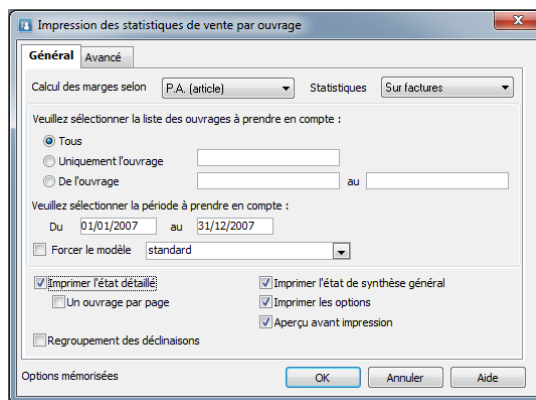 Impression des statistiques de vente par ouvrage
Général Avancé
Calcul des marges selon P.A. (article) Statistiques Sur factures
Veuillez sélectionner la liste des ouvrages à prendre en compte :
Tous
Uniquement l'ouvrage
De l'ouvrage au
Veuillez sélectionner la période à prendre en compte :
Du 01/01/2007 au 31/12/2007
Forcer le modèle standard
Imprimer l'état détaillé Imprimer l'état de synthèse général
Un ouvrage par page Imprimer les options
Aperçu avant impression
Regroupement des déclinaisons
Options mémorisées OK Annuler Aide